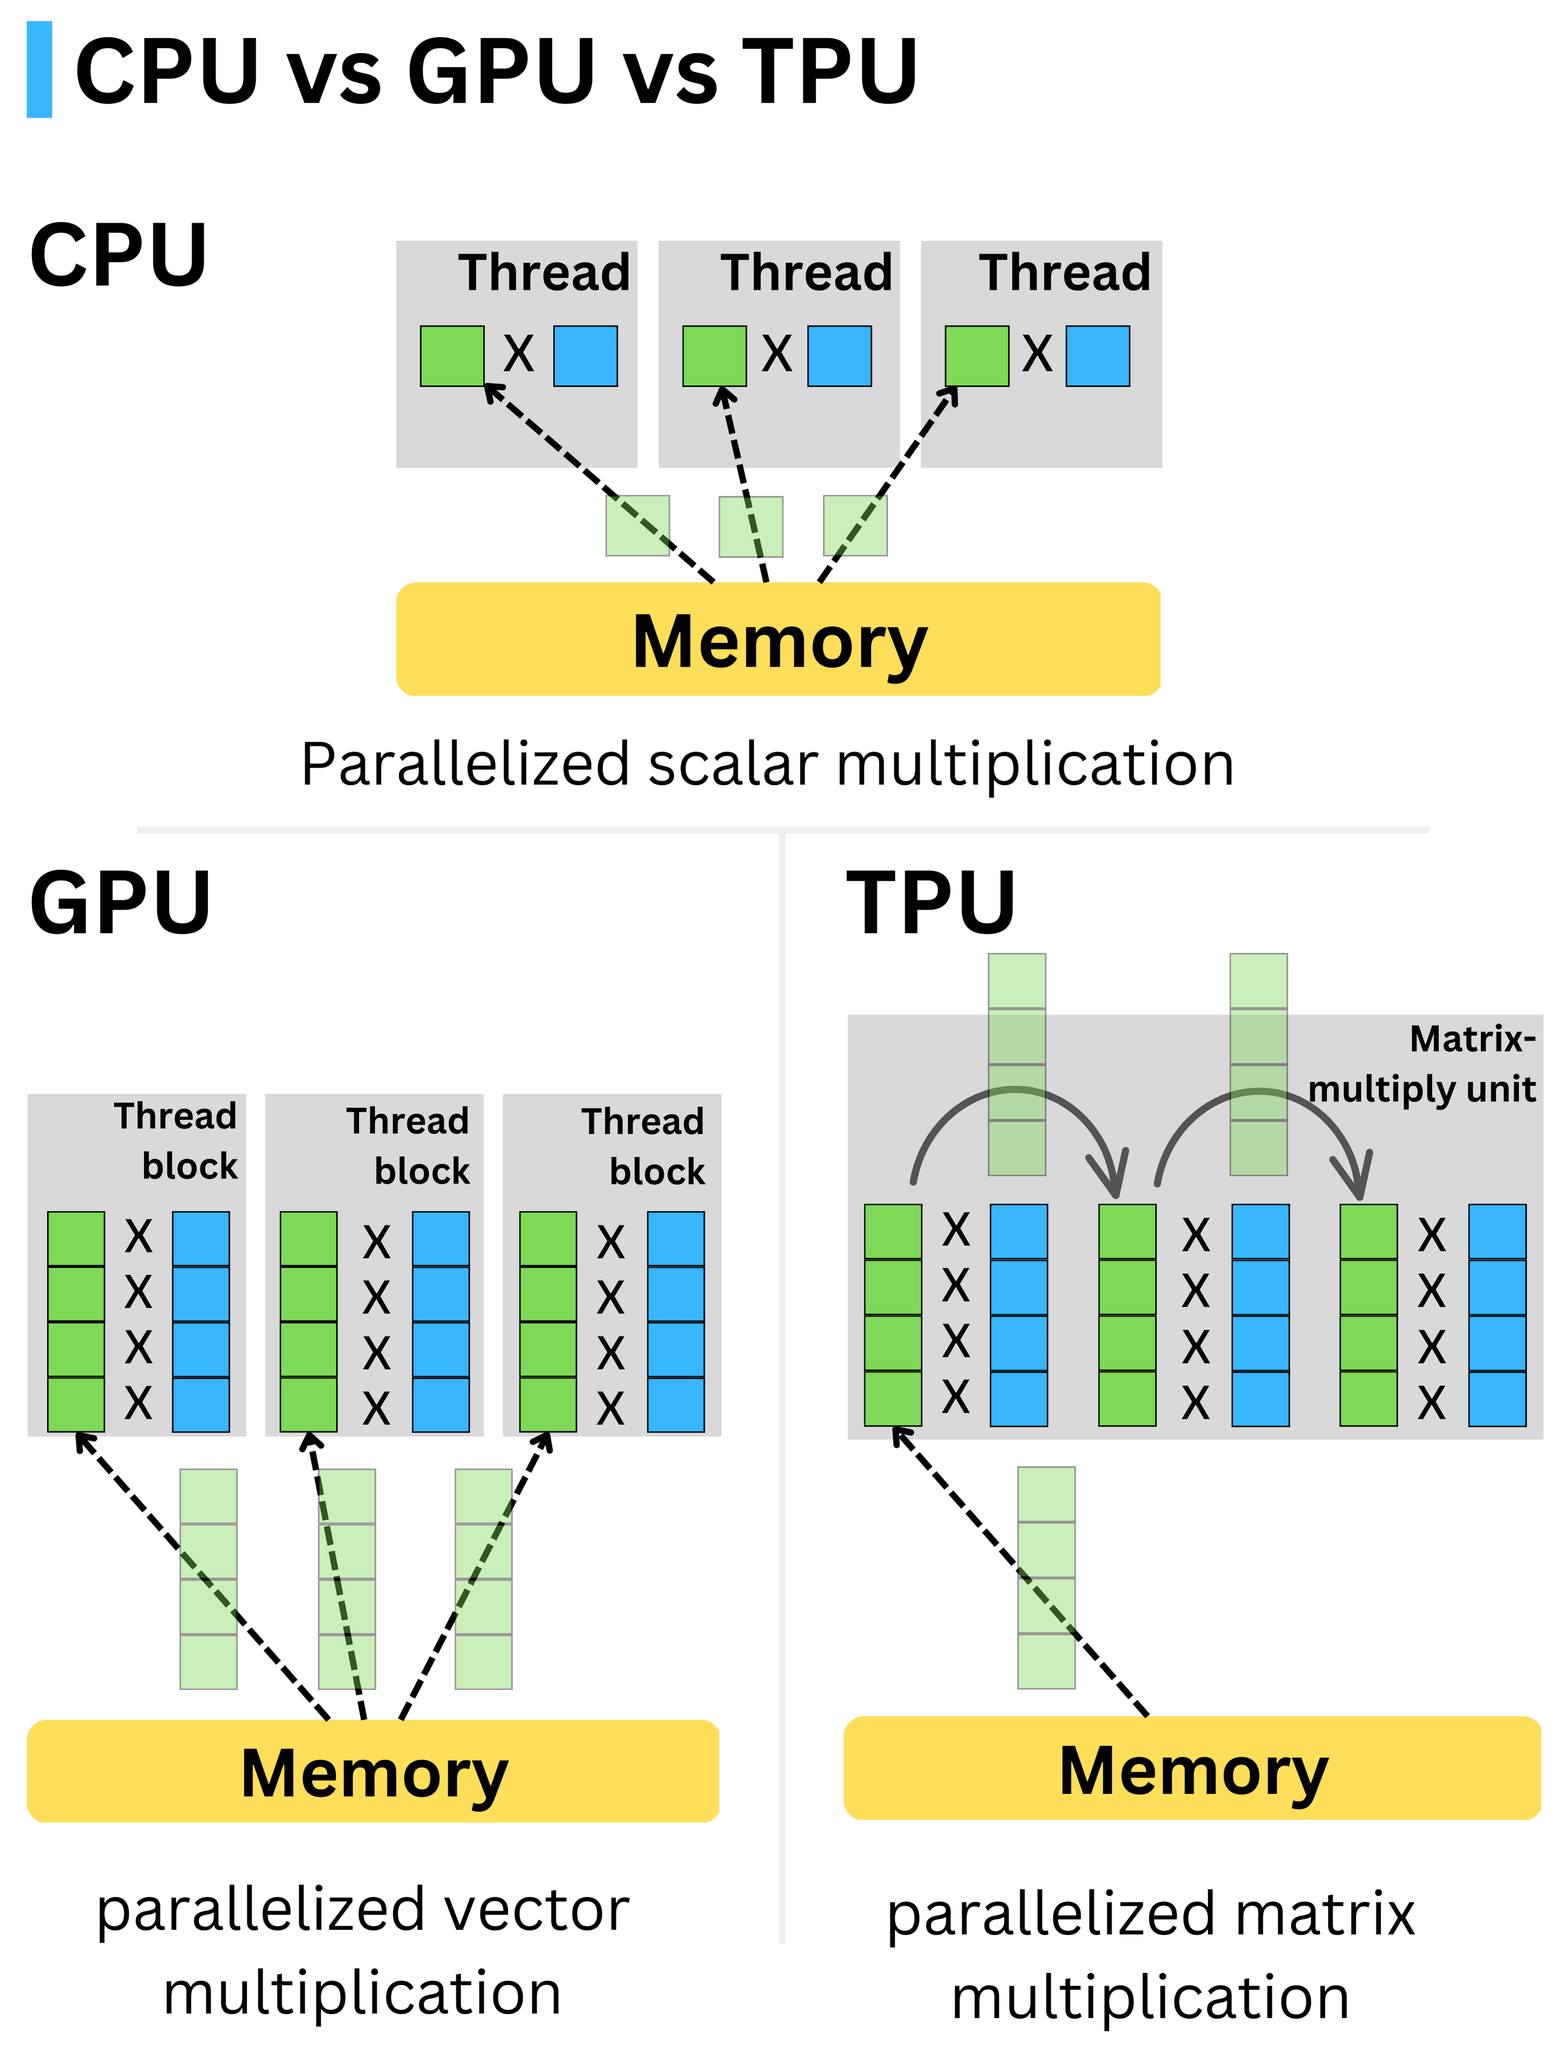 CPU vs GPU vs TPU
CPU
Thread
X
Thread
X
Thread
X
Memory
Parallelized scalar multiplication
GPU
Thread
block
X
X
X
X
Thread
block
X
X
X
X
Thread
block
X
X
X
X
Memory
parallelized vector
multiplication
TPU
Matrix-
multiply unit
X
X
X
X
X
X
X
X
X
X
X
X
Memory
parallelized matrix
multiplication